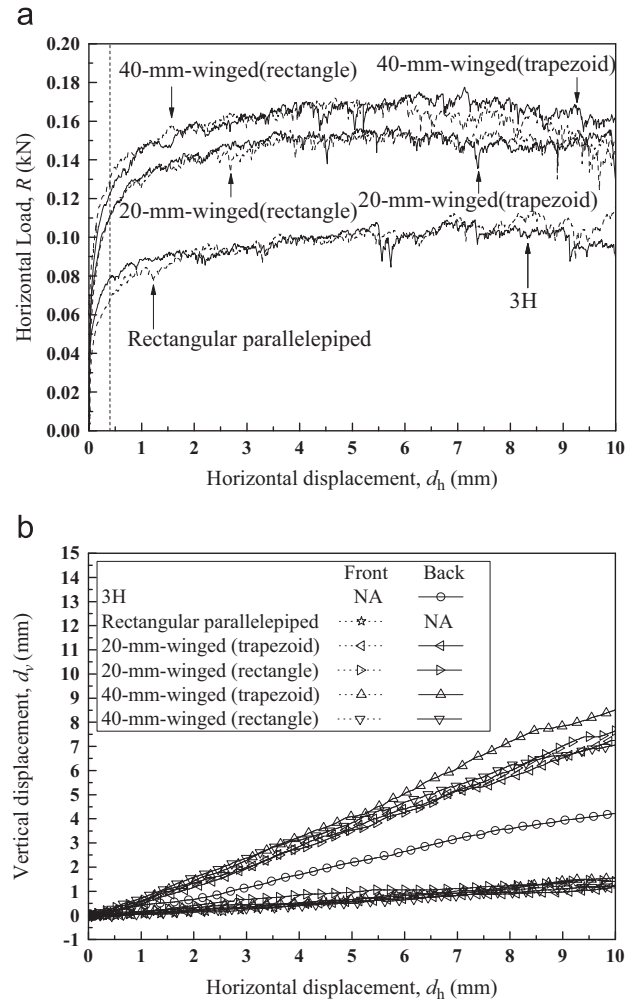 a
0.20
0.18
0.16
0.14
0.12
0.10
0.08
0.06
0.04
0.02
0.00
Horizontal Load, R (kN)
40-mm-winged(rectangle)
40-mm-winged(trapezoid)
20-mm-winged(rectangle)
20-mm-winged(trapezoid)
3H
Rectangular parallelepiped
0 1 2 3 4 5 6 7 8 9 10
Horizontal displacement, dh (mm)
b
15
14
13
12
11
10
9
8
7
6
5
4
3
2
1
0
-1
Vertical displacement, dv (mm)
Front Back
3H NA
Rectangular parallelepiped NA
20-mm-winged (trapezoid)
20-mm-winged (rectangle)
40-mm-winged (trapezoid)
40-mm-winged (rectangle)
0 1 2 3 4 5 6 7 8 9 10
Horizontal displacement, dh (mm)